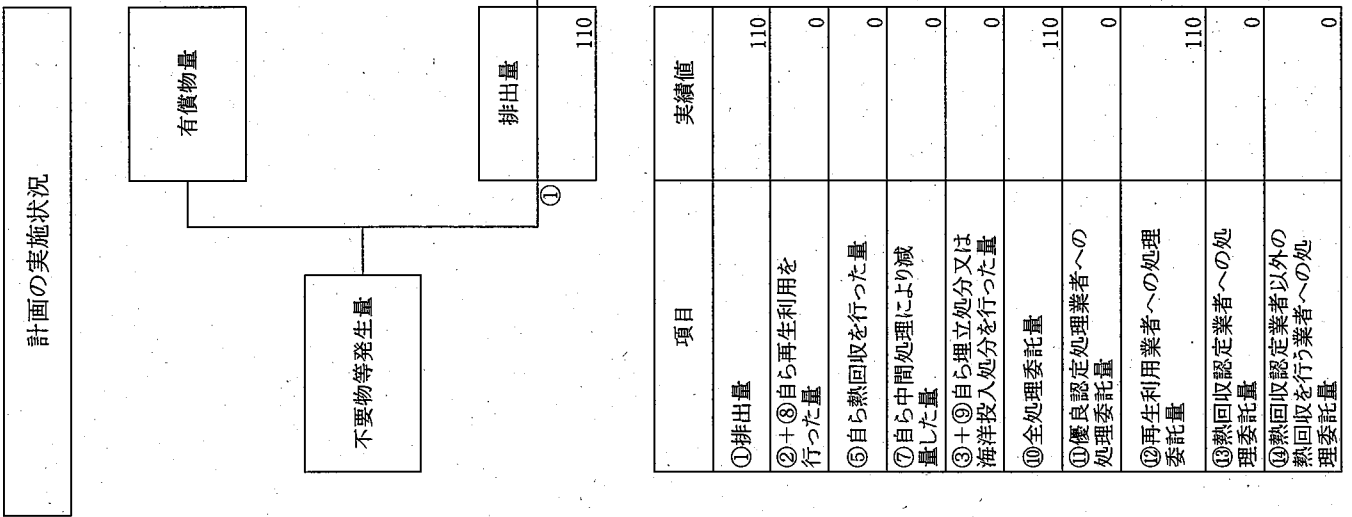 計画の実施状況
有償物量
不要物等発生量
排出量
①
110
項目
実績値
①排出量
110
②+⑧自ら再生利用を
行った量
0
⑤自ら熱回収を行った量
0
⑦自ら中間処理により減
量した量
0
③+⑨自ら埋立処分又は
海洋投入処分を行った量
0
⑩全処理委託量
110
⑪優良認定処理業者への
処理委託量
0
⑫再生利用業者への処理
委託量
110
⑬熱回収認定業者への処
理委託量
0
⑭熱回収認定業者以外の
熱回収を行う業者への処
理委託量
0